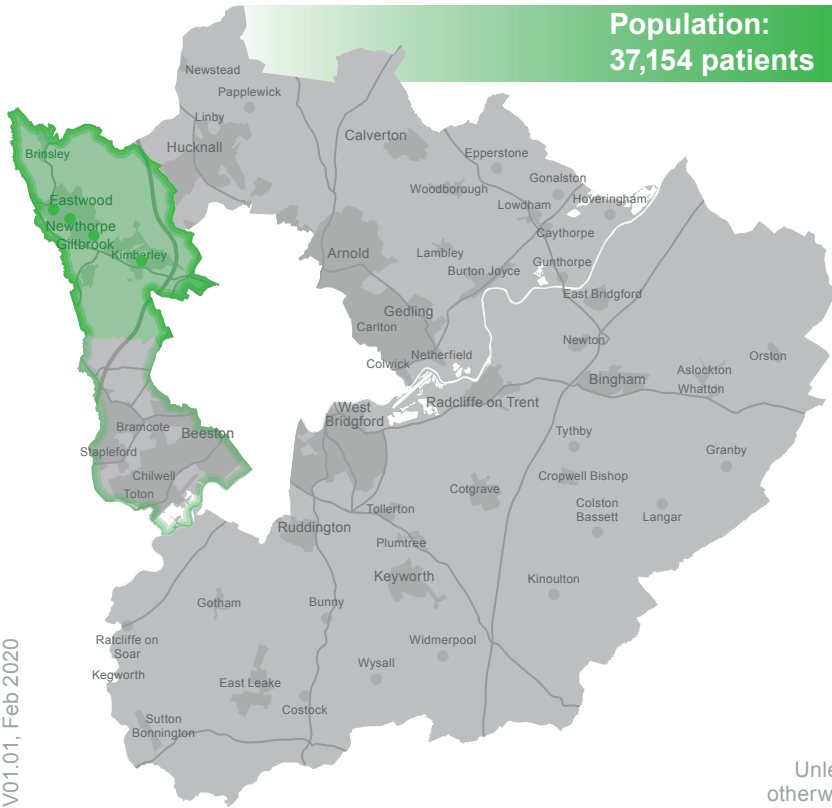 Population:
37,154 patients
Newstead
Papplewick
Linby
Hucknall
Calverton
Epperstone
Brinsley
Woodborough
Gonalston
Lowdham
Hoveringham
Eastwood
Newthorpe
Giltbrook
Kimberley
Arnold
Lambley
Caythorpe
Burton Joyce
Gunthorpe
East Bridgford
Gedling
Carlton
Newton
Netherfield
Colwick
Orston
Aslockton
Whatton
Bingham
Radcliffe on Trent
West
Bridgford
Bramcote
Beeston
Stapleford
Chilwell
Toton
Tythby
Granby
Cropwell Bishop
Cotgrave
Colston
Bassett
Langar
Tollerton
Ruddington
Plumtree
Keyworth
Kinoulton
Gotham
Bunny
Ratcliffe on
Soar
Kegworth
Widmerpool
Wysall
East Leake
Costock
Sutton
Bonnington
V01.01, Feb 2020
Unle
otherw